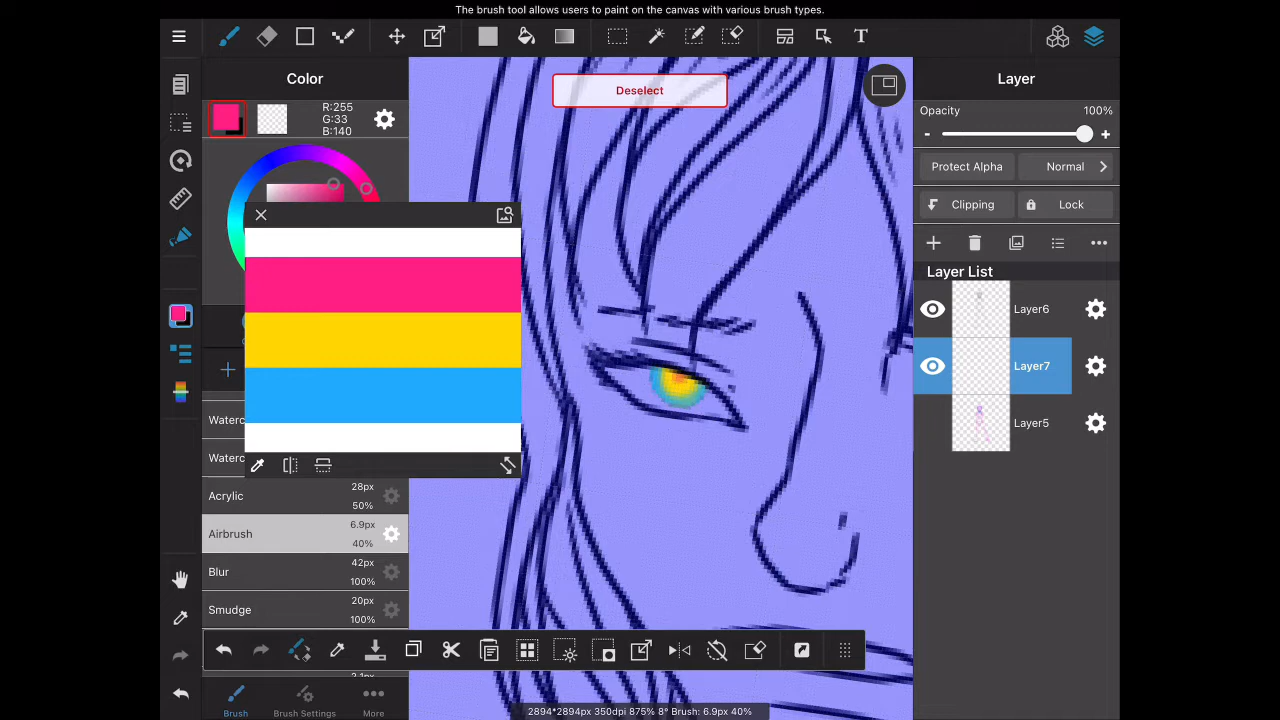 The brush tool allows users to paint on the canvas with various brush types.
T
Color
Deselect
Layer
R:255
G:33
B:140
Opacity 100%
- +
Protect Alpha Normal
Clipping Lock
Layer List
Layer6
Layer7
Layer5
Waterc
Waterc
Acrylic 28px
50%
Airbrush 6.9px
40%
Blur 42px
100%
Smudge 20px
100%
Brush Brush Settings More
2894*2894px 350dpi 875% 8° Brush: 6.9px 40%